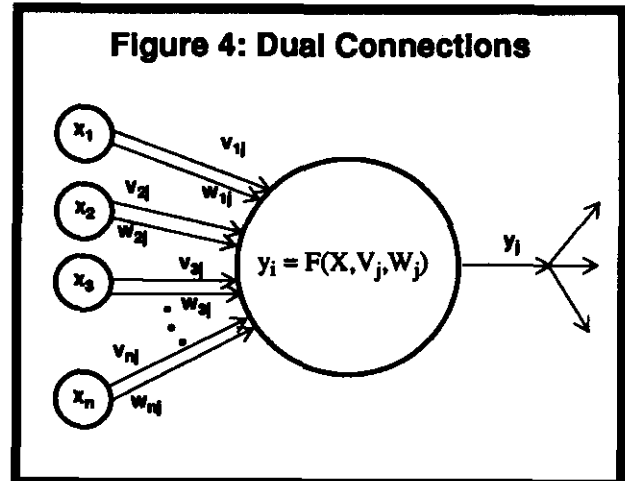 Figure 4: Dual Connections
x₁
v₁ⱼ
w₁ⱼ
x₂
v₂ⱼ
w₂ⱼ
x₃
v₃ⱼ
w₃ⱼ
xₙ
vₙⱼ
wₙⱼ
yᵢ = F(X,Vⱼ,Wⱼ)
yⱼ